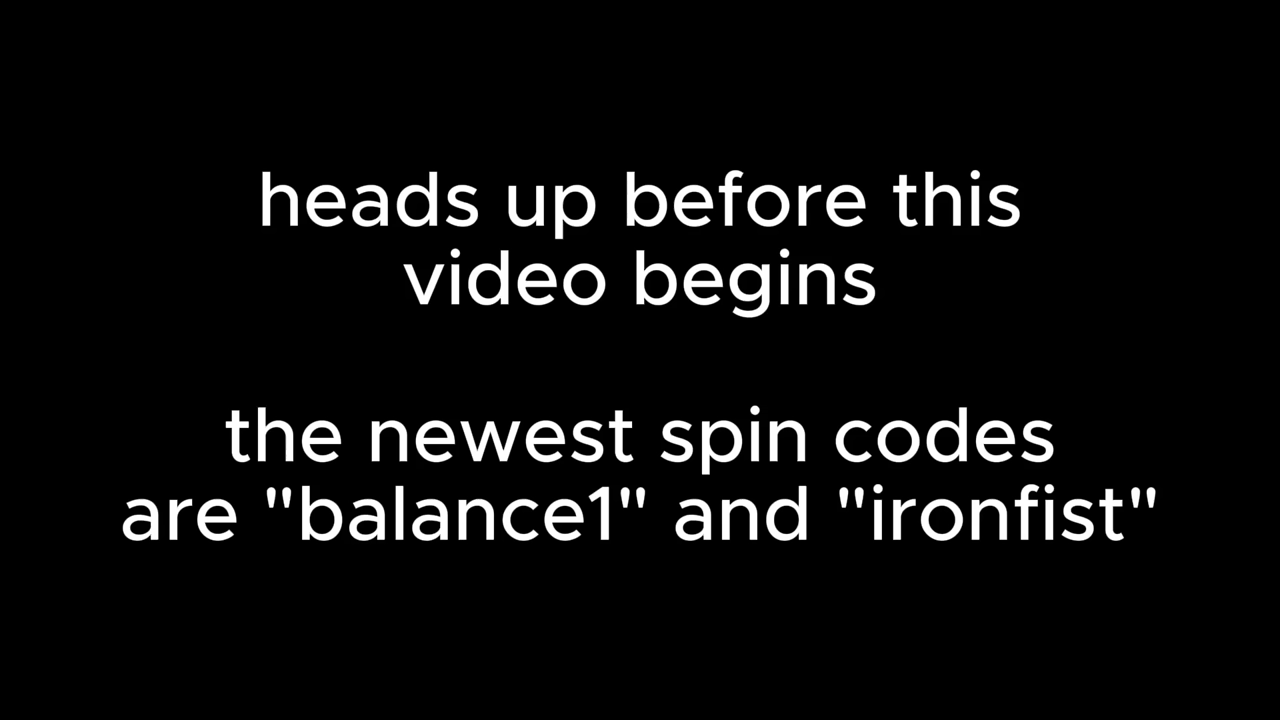 heads up before this
video begins
the newest spin codes
are "balance1" and "ironfist"